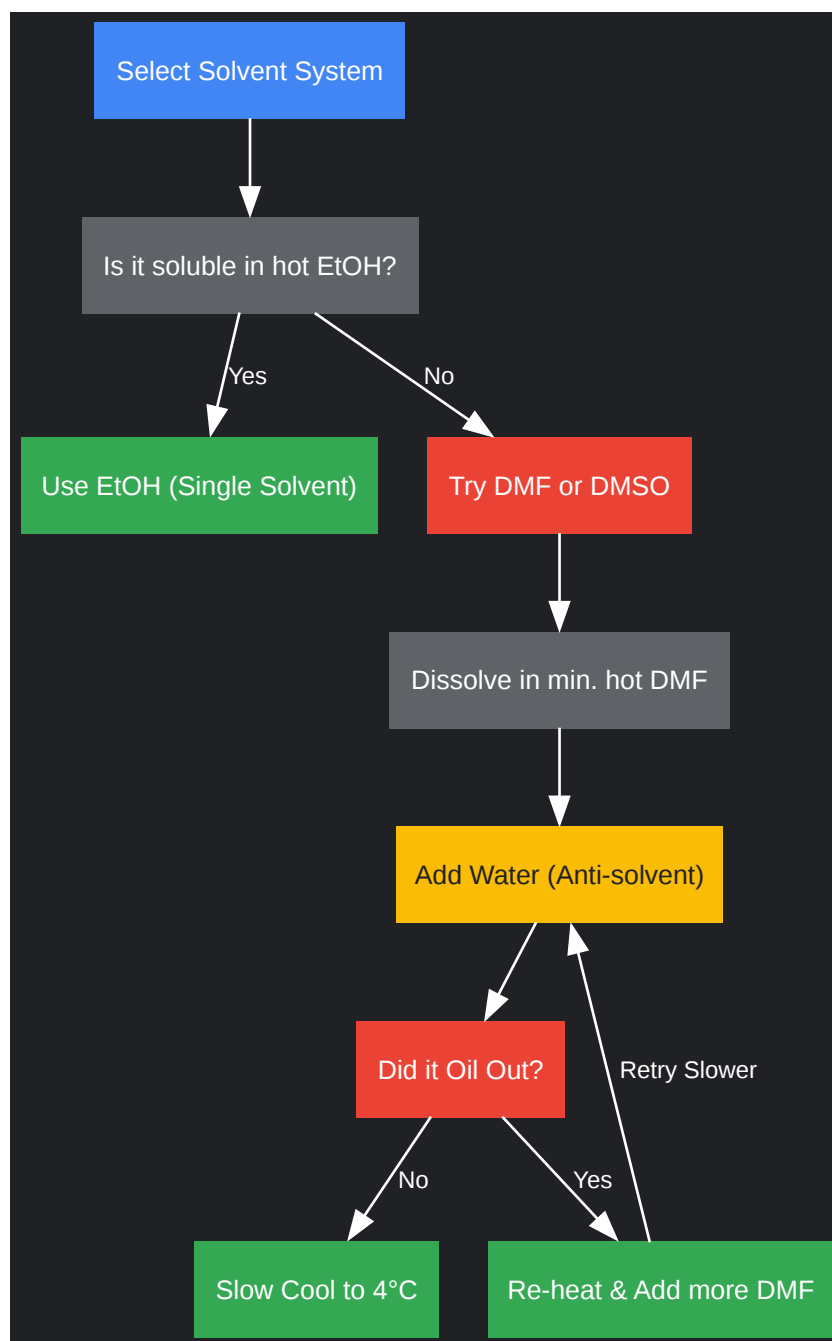 Select Solvent System
Is it soluble in hot EtOH?
Yes
No
Use EtOH (Single Solvent)
Try DMF or DMSO
Dissolve in min. hot DMF
Add Water (Anti-solvent)
Did it Oil Out?
Retry Slower
No
Yes
Slow Cool to 4°C
Re-heat & Add more DMF